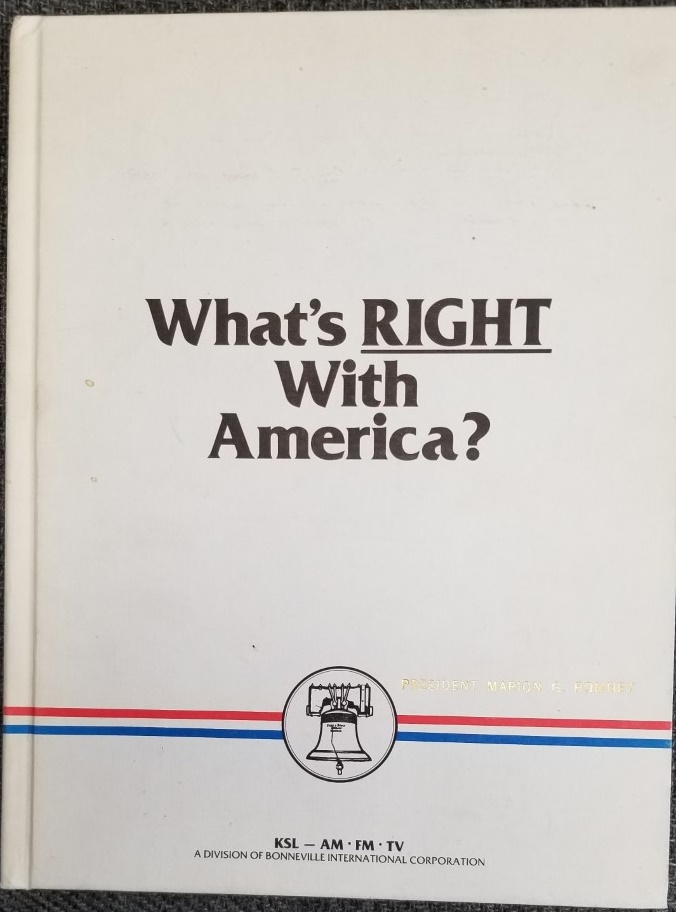 What's RIGHT
With
America?
PRESIDENT MARION G. ROMNEY
KSL — AM · FM · TV
A DIVISION OF BONNEVILLE INTERNATIONAL CORPORATION